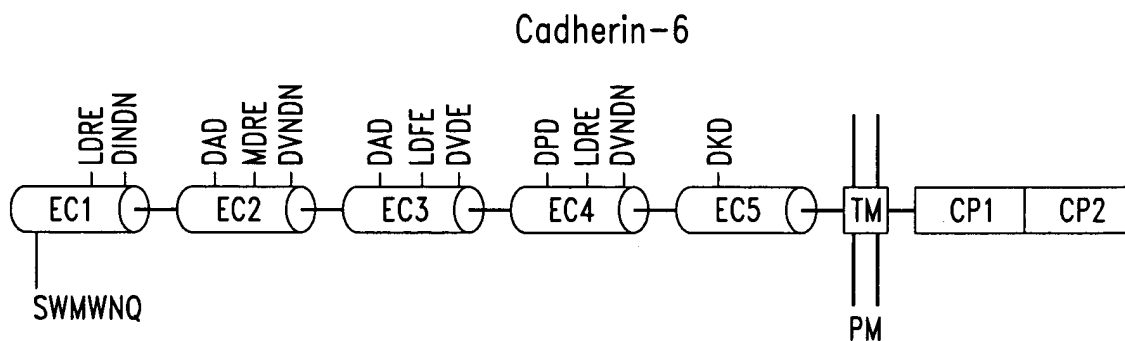 Cadherin-6
LDRE
DINDN
DAD
MDRE
DVNDN
DAD
LDFE
DVDE
DPD
LDRE
DVNDN
DKD
EC1
EC2
EC3
EC4
EC5
TM
CP1
CP2
SWMWNQ
PM